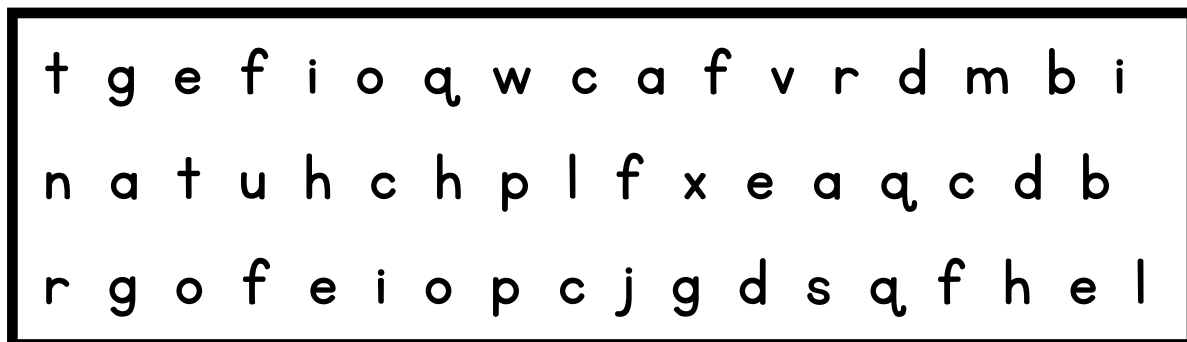 t g e f i o q w c a f v r d m b i
n a t u h c h p l f x e a q c d b
r g o f e i o p c j g d s q f h e l